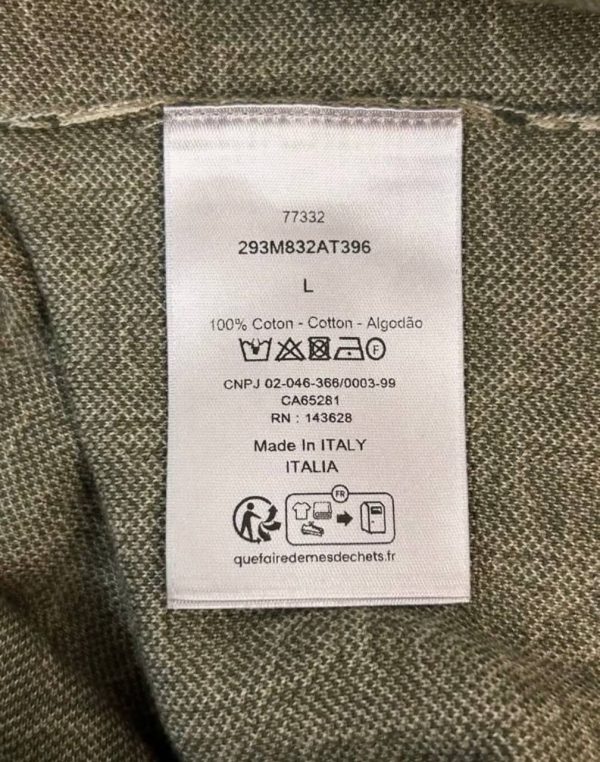 77332
293M832AT396
L
100% Coton - Cotton - Algodão
F
CNPJ 02-046-366/0003-99
CA65281
RN : 143628
Made In ITALY
ITALIA
FR
quefairedemesdechets.fr